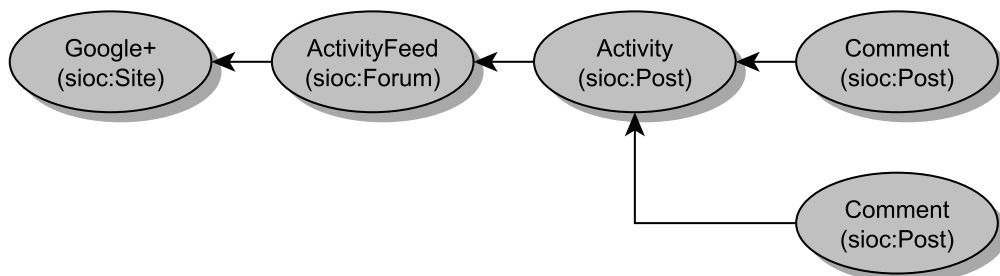 Google+
(sioc:Site)
ActivityFeed
(sioc:Forum)
Activity
(sioc:Post)
Comment
(sioc:Post)
Comment
(sioc:Post)